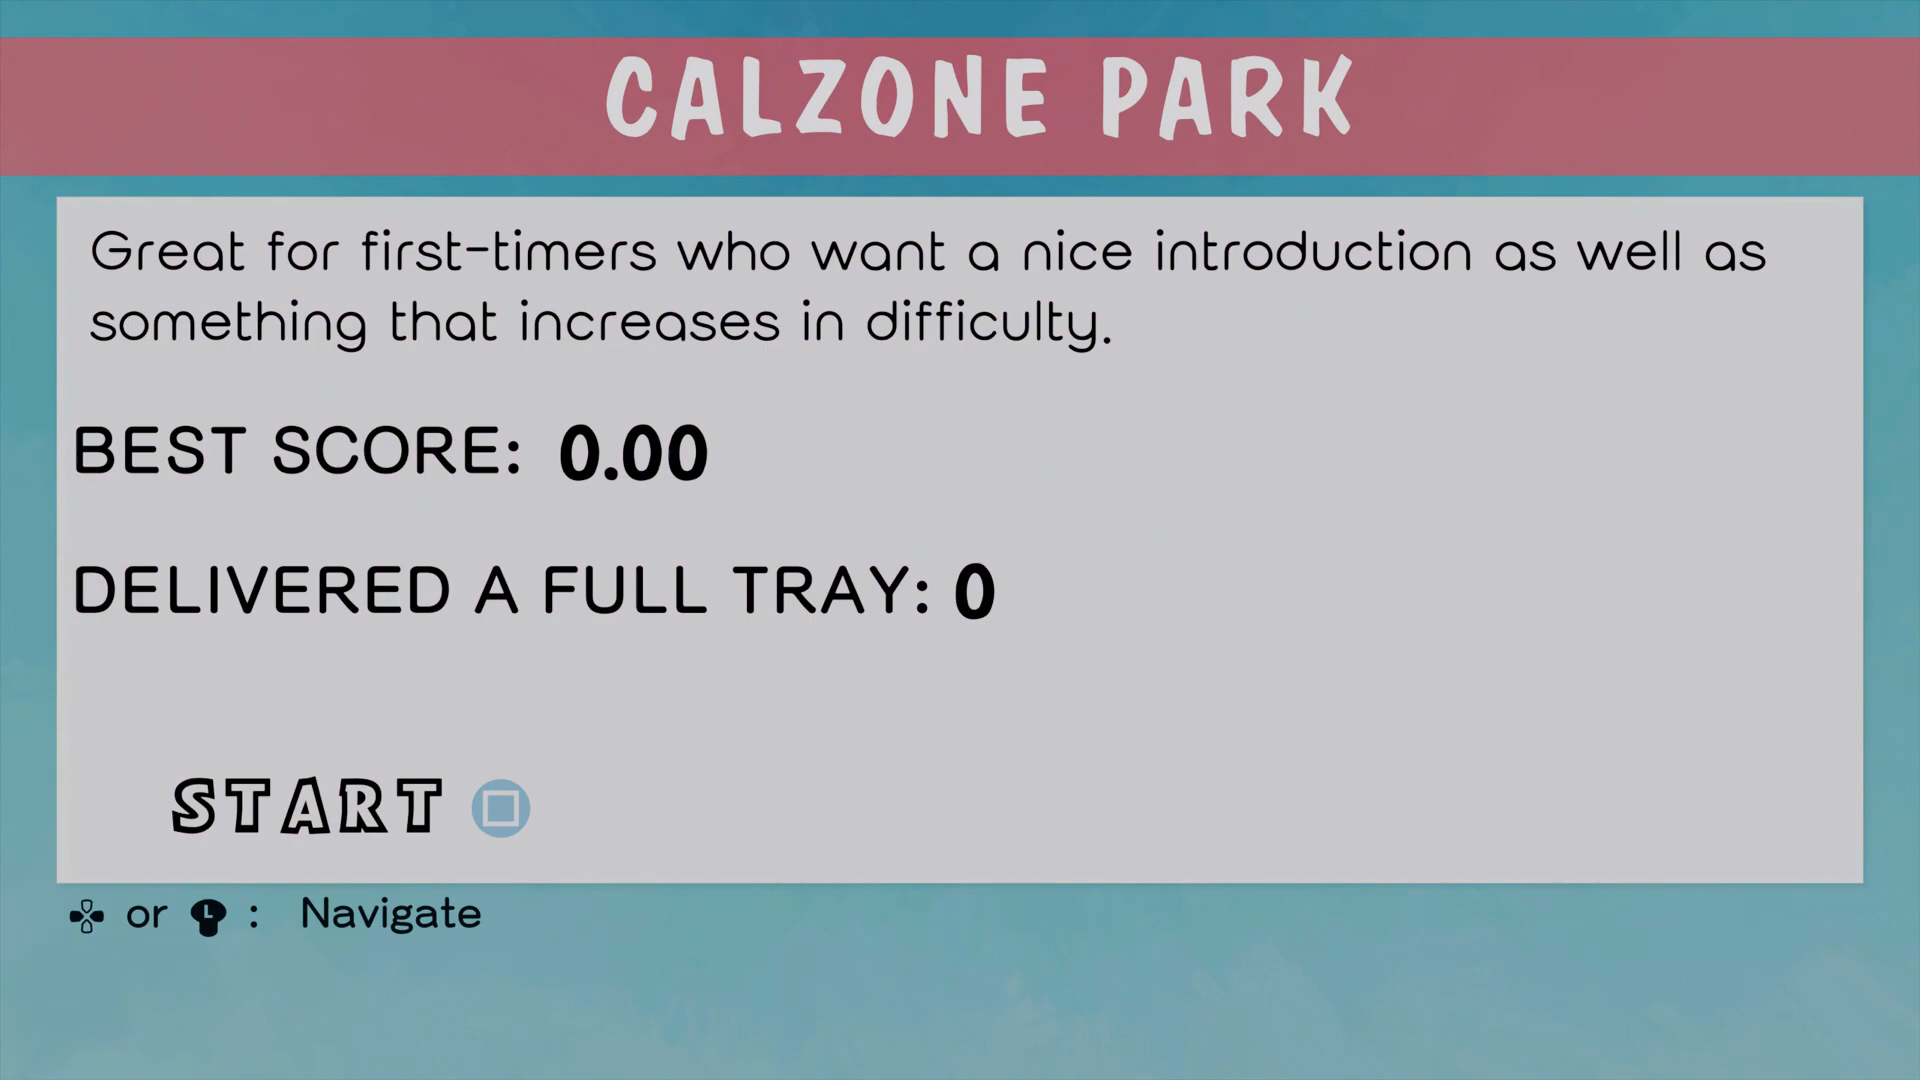 CALZONE PARK
Great for first-timers who want a nice introduction as well as
something that increases in difficulty.
BEST SCORE: 0.00
DELIVERED A FULL TRAY: 0
START
or L : Navigate